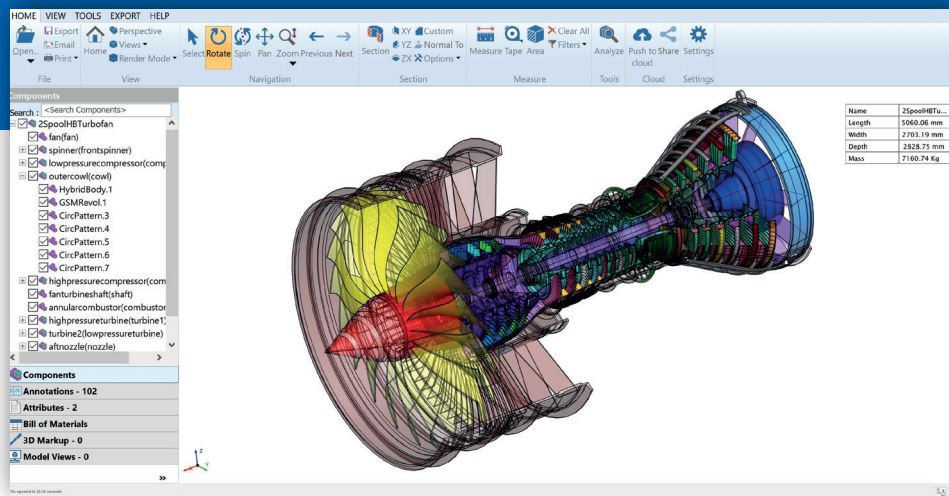 HOME VIEW TOOLS EXPORT HELP
Open... Export Email Print
Home Perspective Views Render Mode
Select Rotate Spin Pan Zoom Previous Next
Section XY YZ ZX Custom Normal To Options
Measure Tape Area Clear All Filters
Analyze Push to cloud Share Settings
File View Navigation Section Measure Tools Cloud Settings
Components
Search : <Search Components>
2SpoolHBTurbofan
fan(fan)
spinner(frontspinner)
lowpressurecompressor(comp
outercowl(cowl)
HybridBody.1
GSMRevol.1
CircPattern.3
CircPattern.4
CircPattern.5
CircPattern.6
CircPattern.7
highpressurecompressor(com
fanturbineshaft(shaft)
annularcombustor(combustor
highpressureturbine(turbine1)
turbine2(lowpressureturbine)
aftnozzle(nozzle)
Components
Annotations - 102
Attributes - 2
Bill of Materials
3D Markup - 0
Model Views - 0
»
Name 2SpoolHBTu...
Length 5060.06 mm
Width 2703.19 mm
Depth 2828.75 mm
Mass 7160.74 Kg
Z
Y